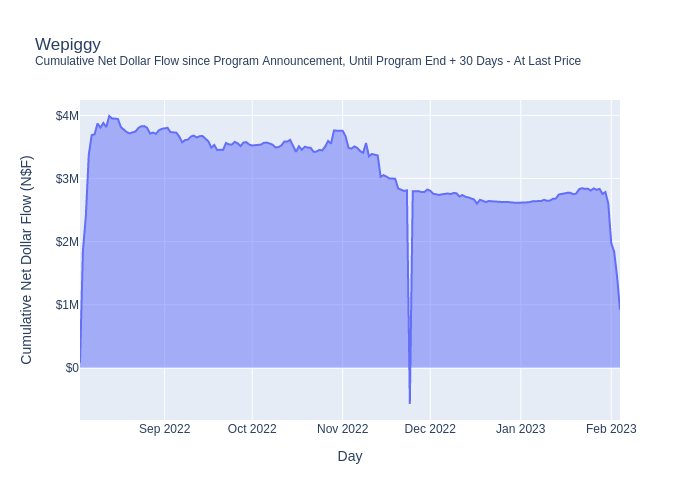 Wepiggy
Cumulative Net Dollar Flow since Program Announcement, Until Program End + 30 Days - At Last Price
Cumulative Net Dollar Flow (N$F)
$4M
$3M
$2M
$1M
$0
Sep 2022
Oct 2022
Nov 2022
Dec 2022
Jan 2023
Feb 2023
Day